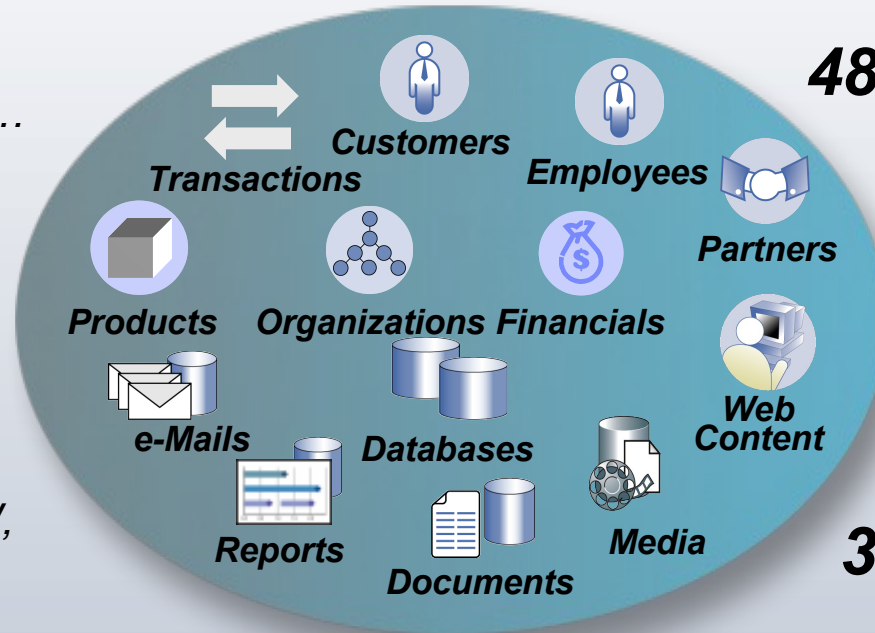 48
...
Customers
Transactions
Employees
Partners
Products
Organizations
Financials
$
Web
Content
e-Mails
Databases
Reports
Media
Documents
3